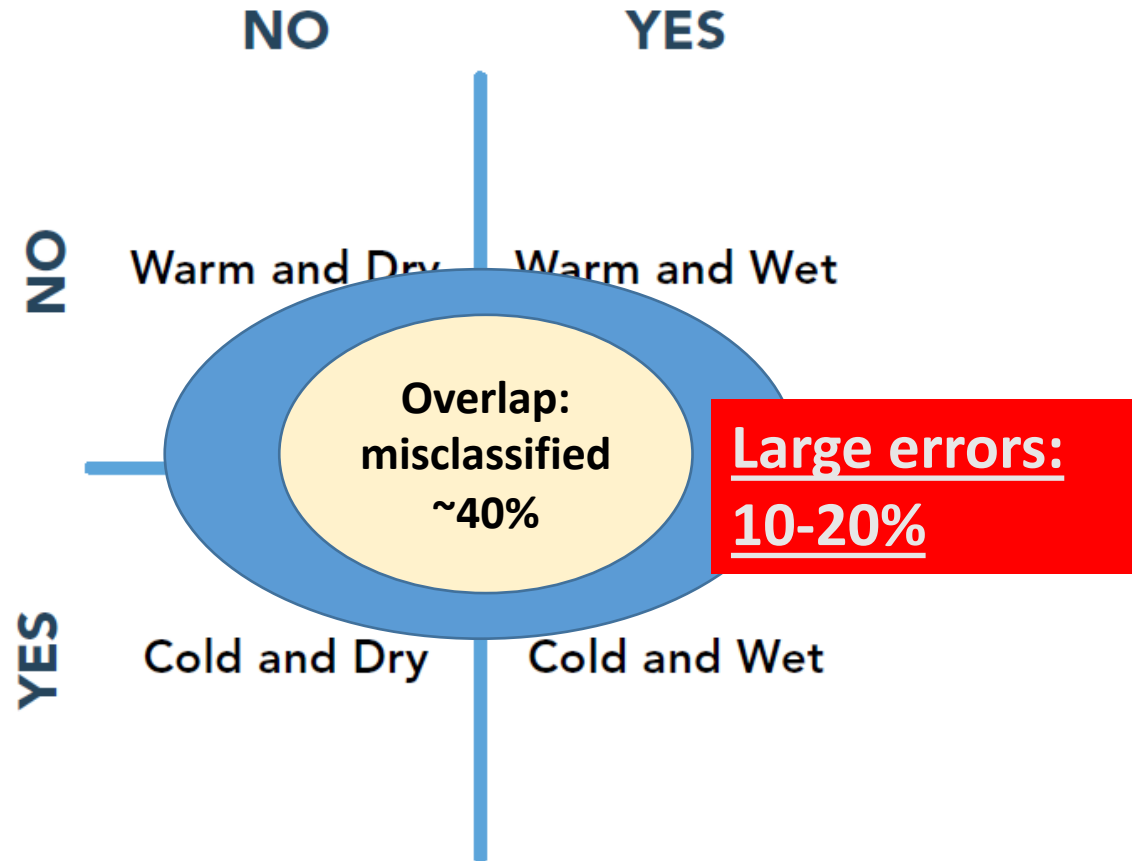 NO YES
NO
Warm and Dry Warm and Wet
Overlap:
misclassified
~40%
Large errors:
10-20%
YES
Cold and Dry Cold and Wet